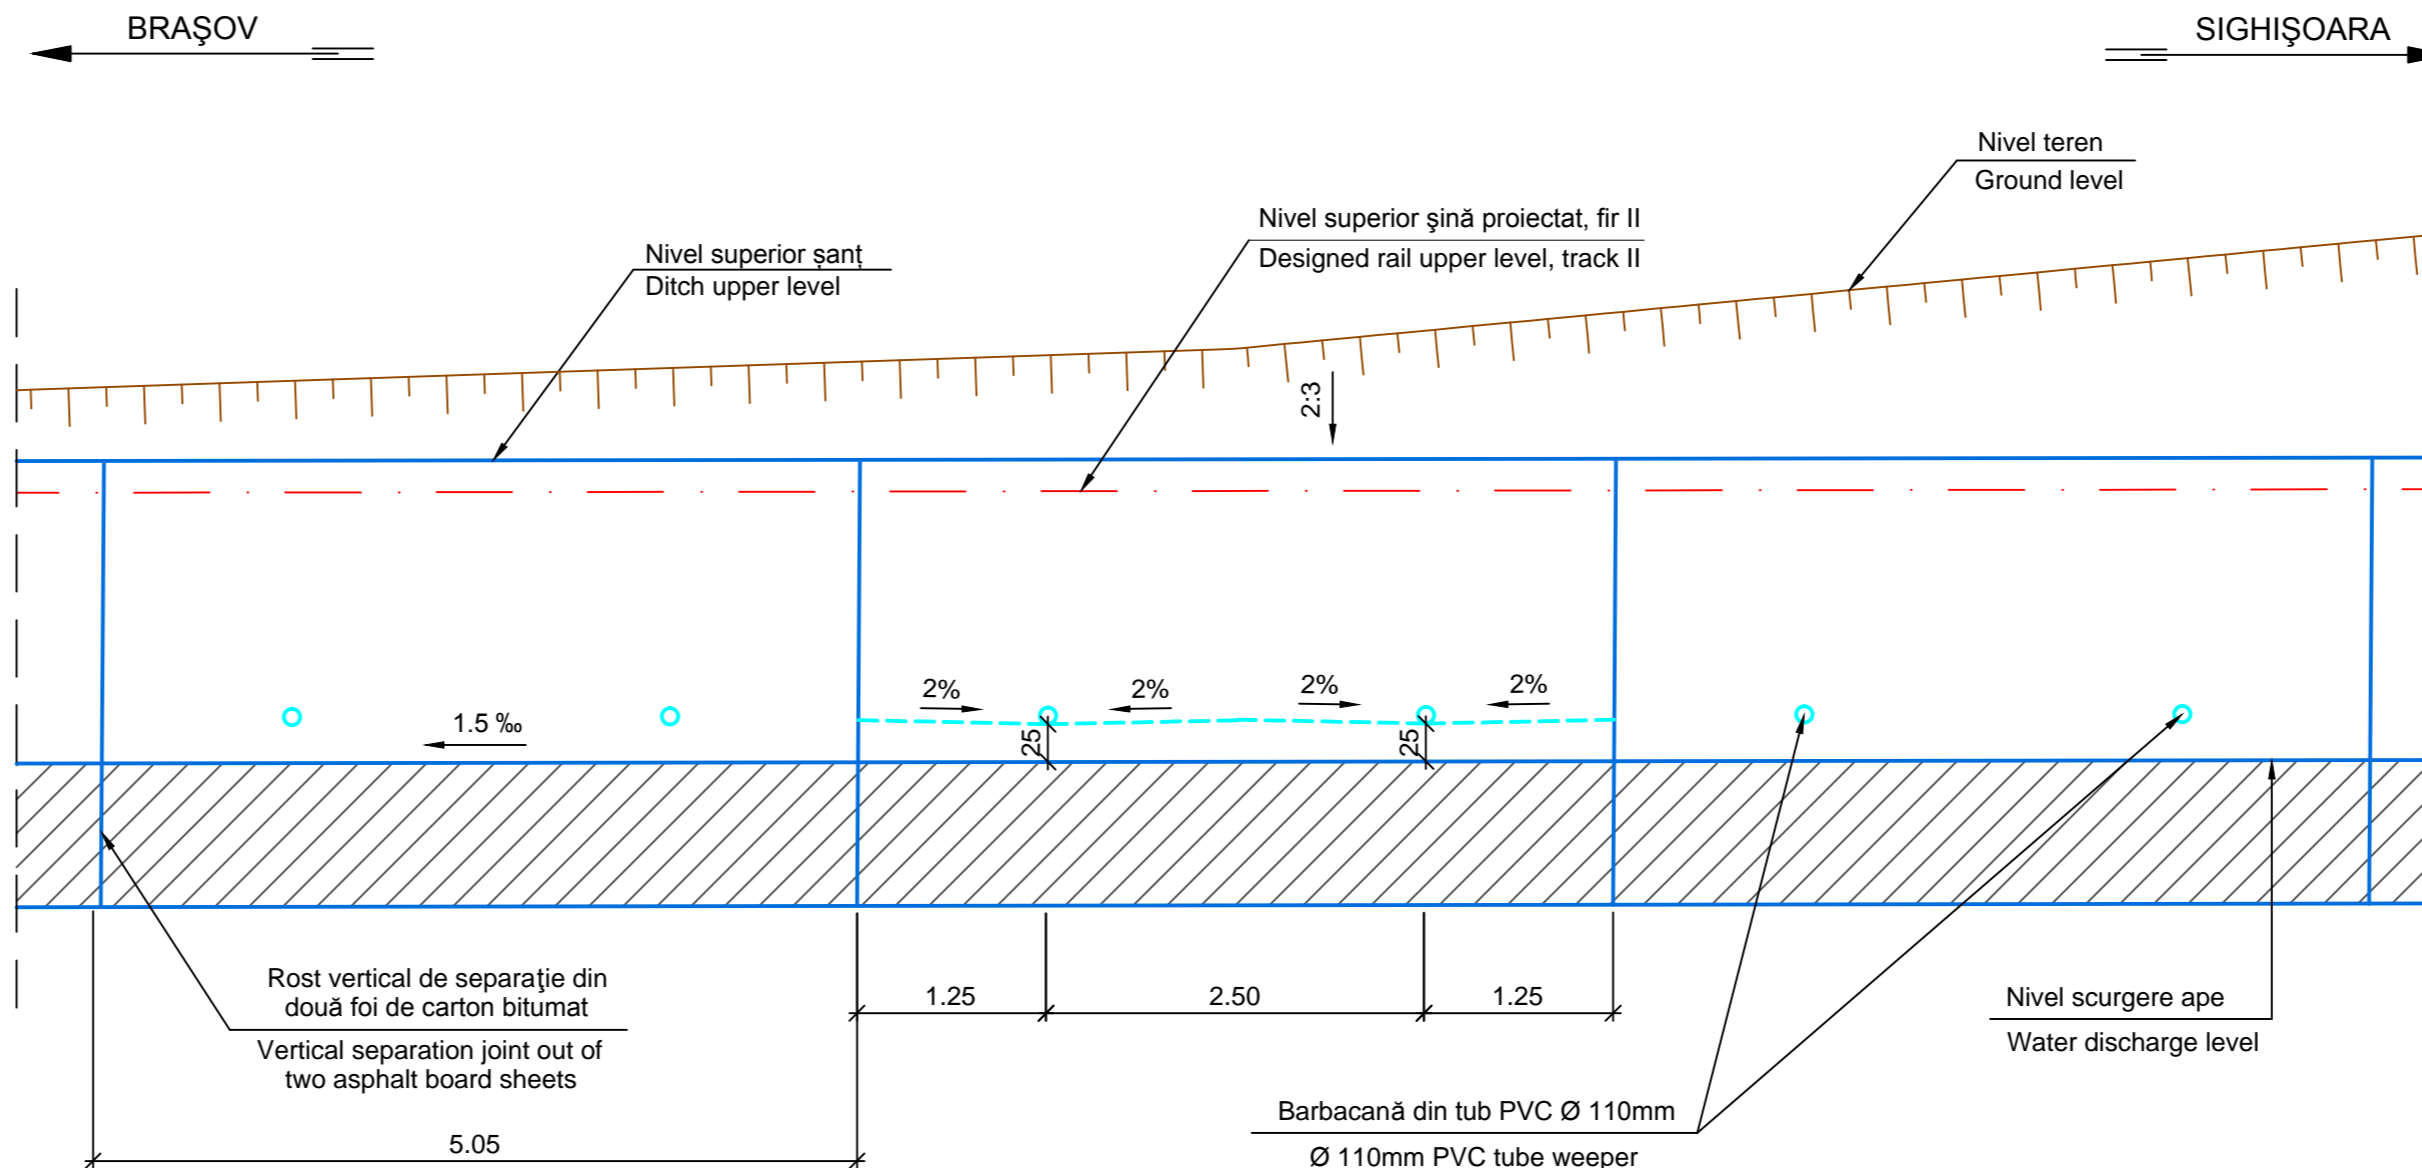 BRAŞOV
SIGHIŞOARA
Nivel teren
Ground level
Nivel superior şină proiectat, fir II
Designed rail upper level, track II
Nivel superior șanț
Ditch upper level
2:3
2%
2%
2%
2%
1.5 ‰
25
25
Rost vertical de separaţie din
două foi de carton bitumat
Vertical separation joint out of
two asphalt board sheets
1.25
2.50
1.25
Nivel scurgere ape
Water discharge level
Barbacană din tub PVC Ø 110mm
Ø 110mm PVC tube weeper
5.05